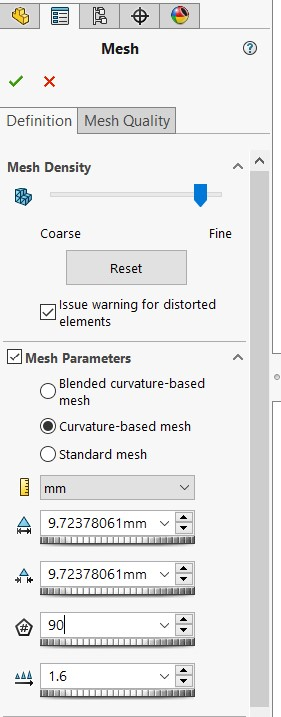 Mesh
Definition
Mesh Quality
Mesh Density
Coarse
Fine
Reset
Issue warning for distorted
elements
Mesh Parameters
Blended curvature-based
mesh
Curvature-based mesh
Standard mesh
mm
9.72378061mm
9.72378061mm
90
1.6